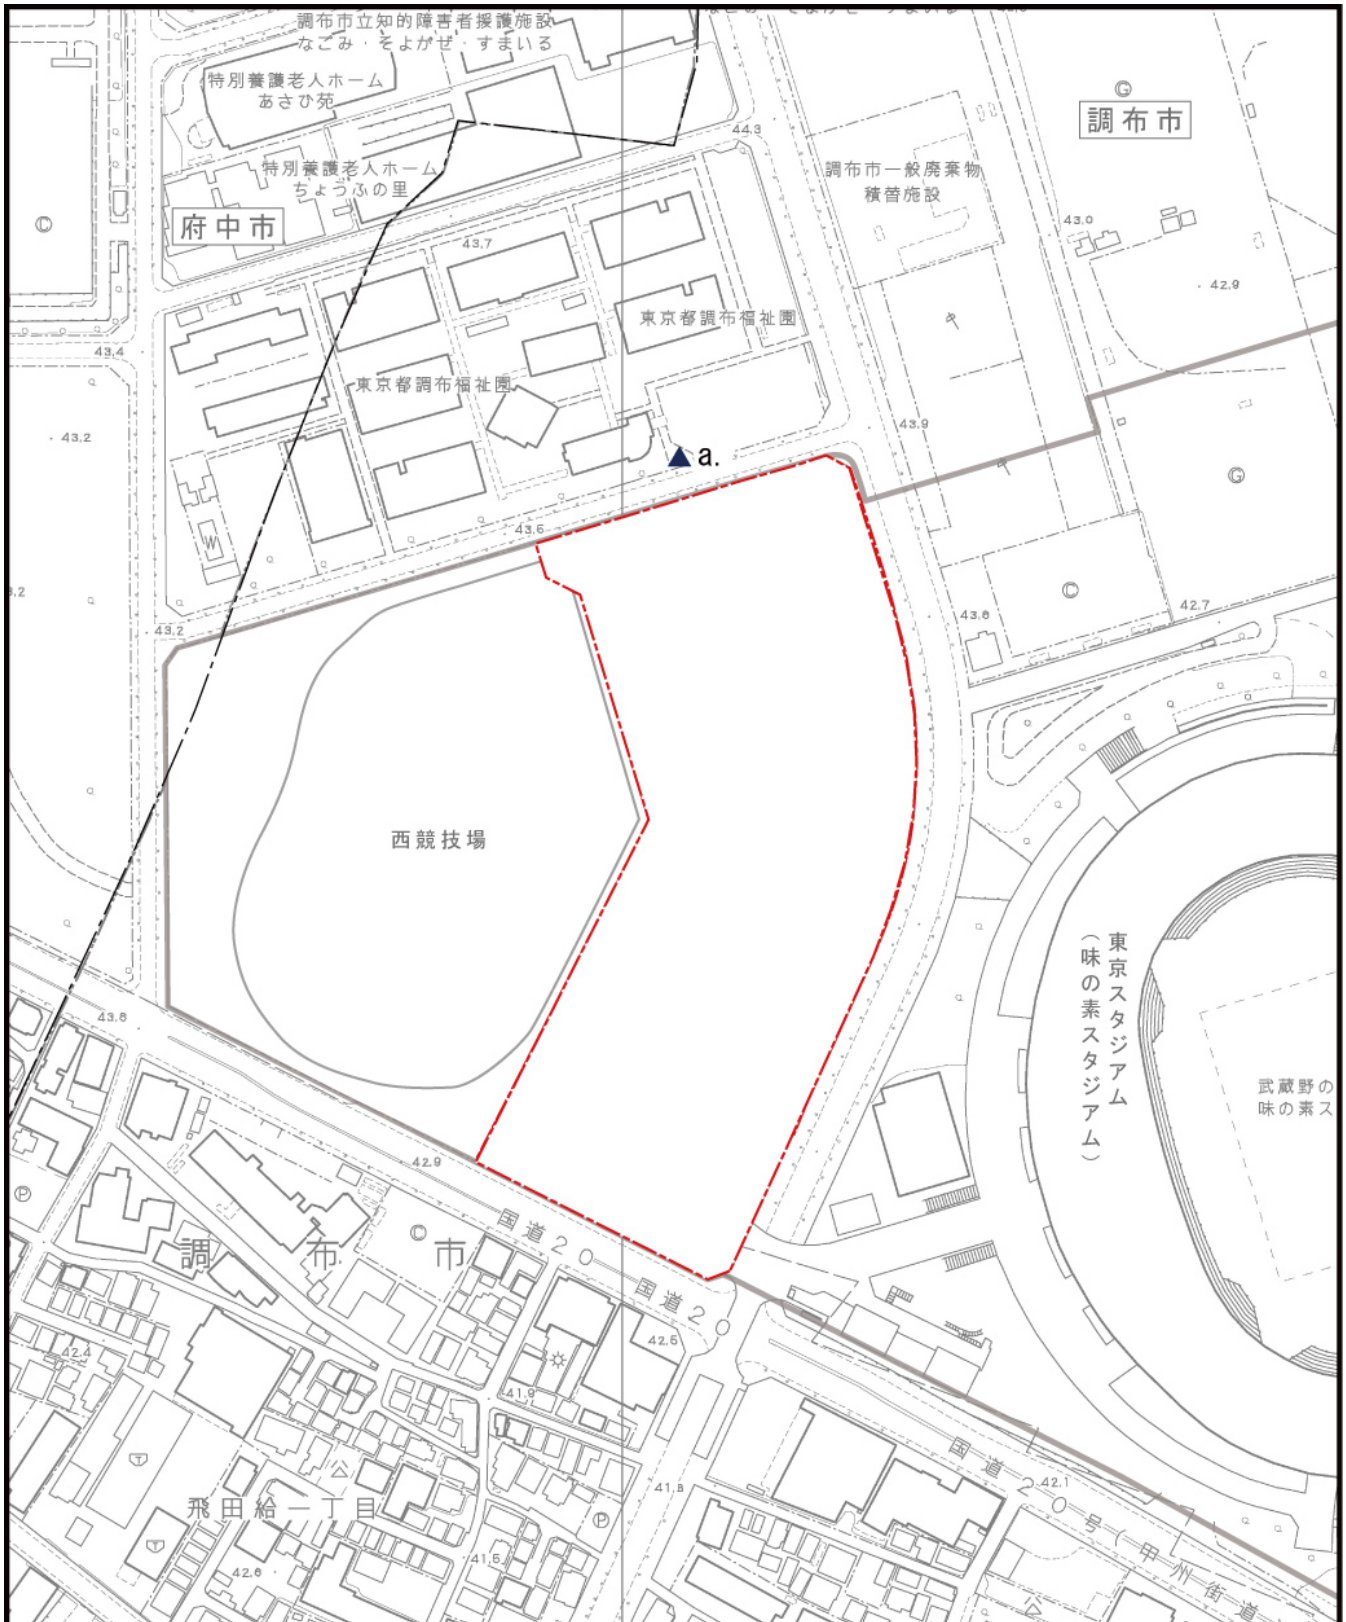 調布市立知的障害者援護施設
なごみ・そよがぜ・すまいる
特別養護老人ホーム
あさひ苑
G
調布市
44.3
特別養護老人ホーム
ちょうふの里
調布市一般廃棄物
積替施設
C
府中市
43.7
43.0
42.9
東京都調布福祉園
43.4
東京都調布福祉園
43.2
43.9
a.
G
43.5
W
C
43.2
43.6
42.7
西競技場
東京スタジアム
(味の素スタジアム)
武蔵野の
味の素ス
43.8
42.9
P
C
国道20
調布市
国道20
42.5
42.4
41.9
国道20号(甲州街道
42.1
T
公
41.8
飛田給一丁目
P
T
41.5
42.6
公